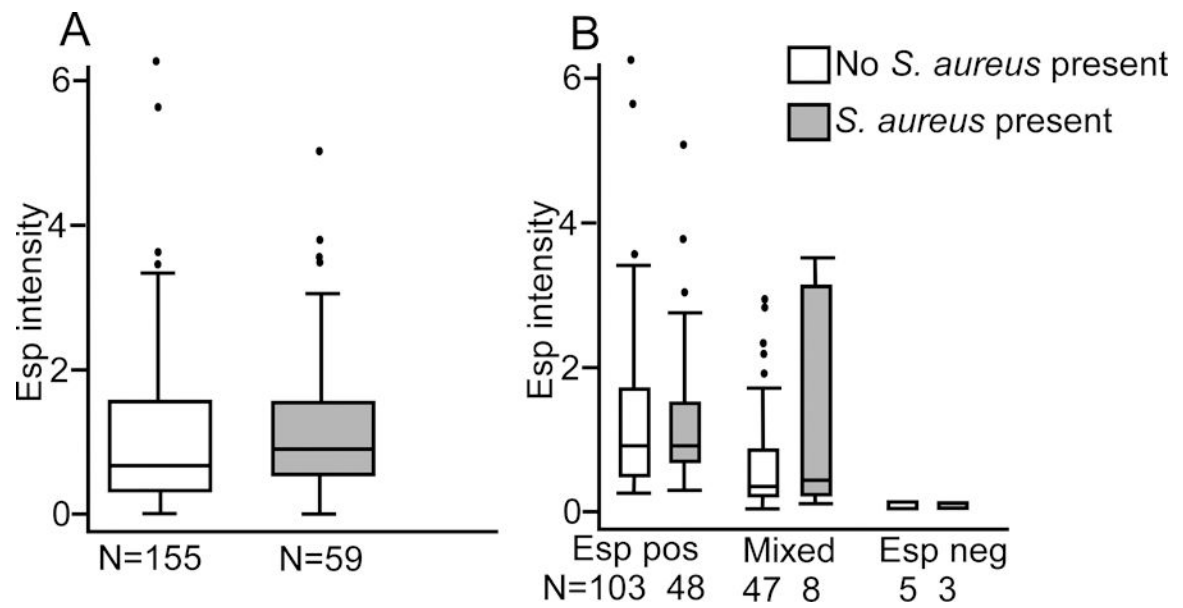 A
Esp intensity
6
4
2
0
N=155 N=59
B
No S. aureus present
S. aureus present
Esp intensity
6
4
2
0
Esp pos Mixed Esp neg
N=103 48 47 8 5 3